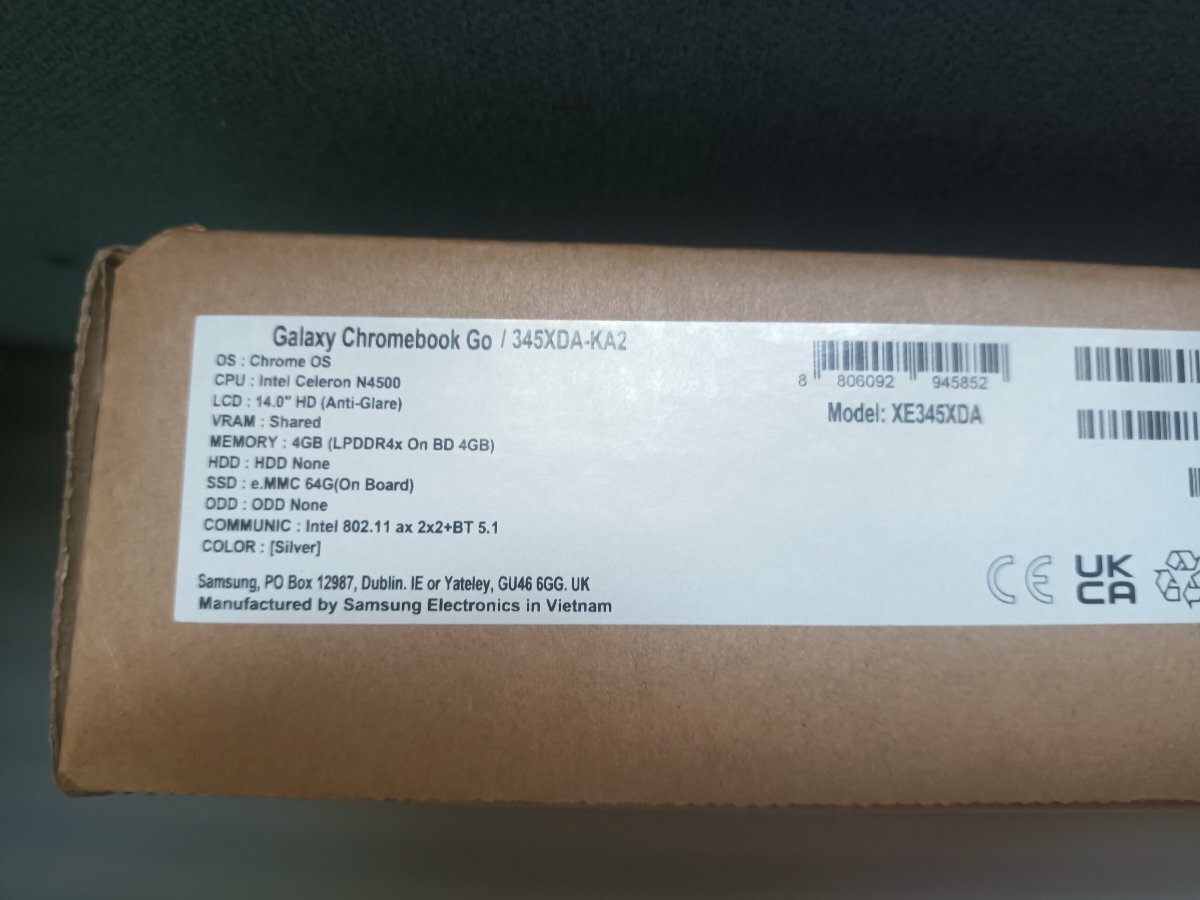 Galaxy Chromebook Go / 345XDA-KA2
OS : Chrome OS
CPU : Intel Celeron N4500
LCD : 14.0" HD (Anti-Glare)
VRAM : Shared
MEMORY : 4GB (LPDDR4x On BD 4GB)
HDD : HDD None
SSD : e.MMC 64G(On Board)
ODD : ODD None
COMMUNIC : Intel 802.11 ax 2x2+BT 5.1
COLOR : [Silver]
Samsung, PO Box 12987, Dublin. IE or Yateley, GU46 6GG. UK
Manufactured by Samsung Electronics in Vietnam
8 806092 945852
Model: XE345XDA
CE UK
CA